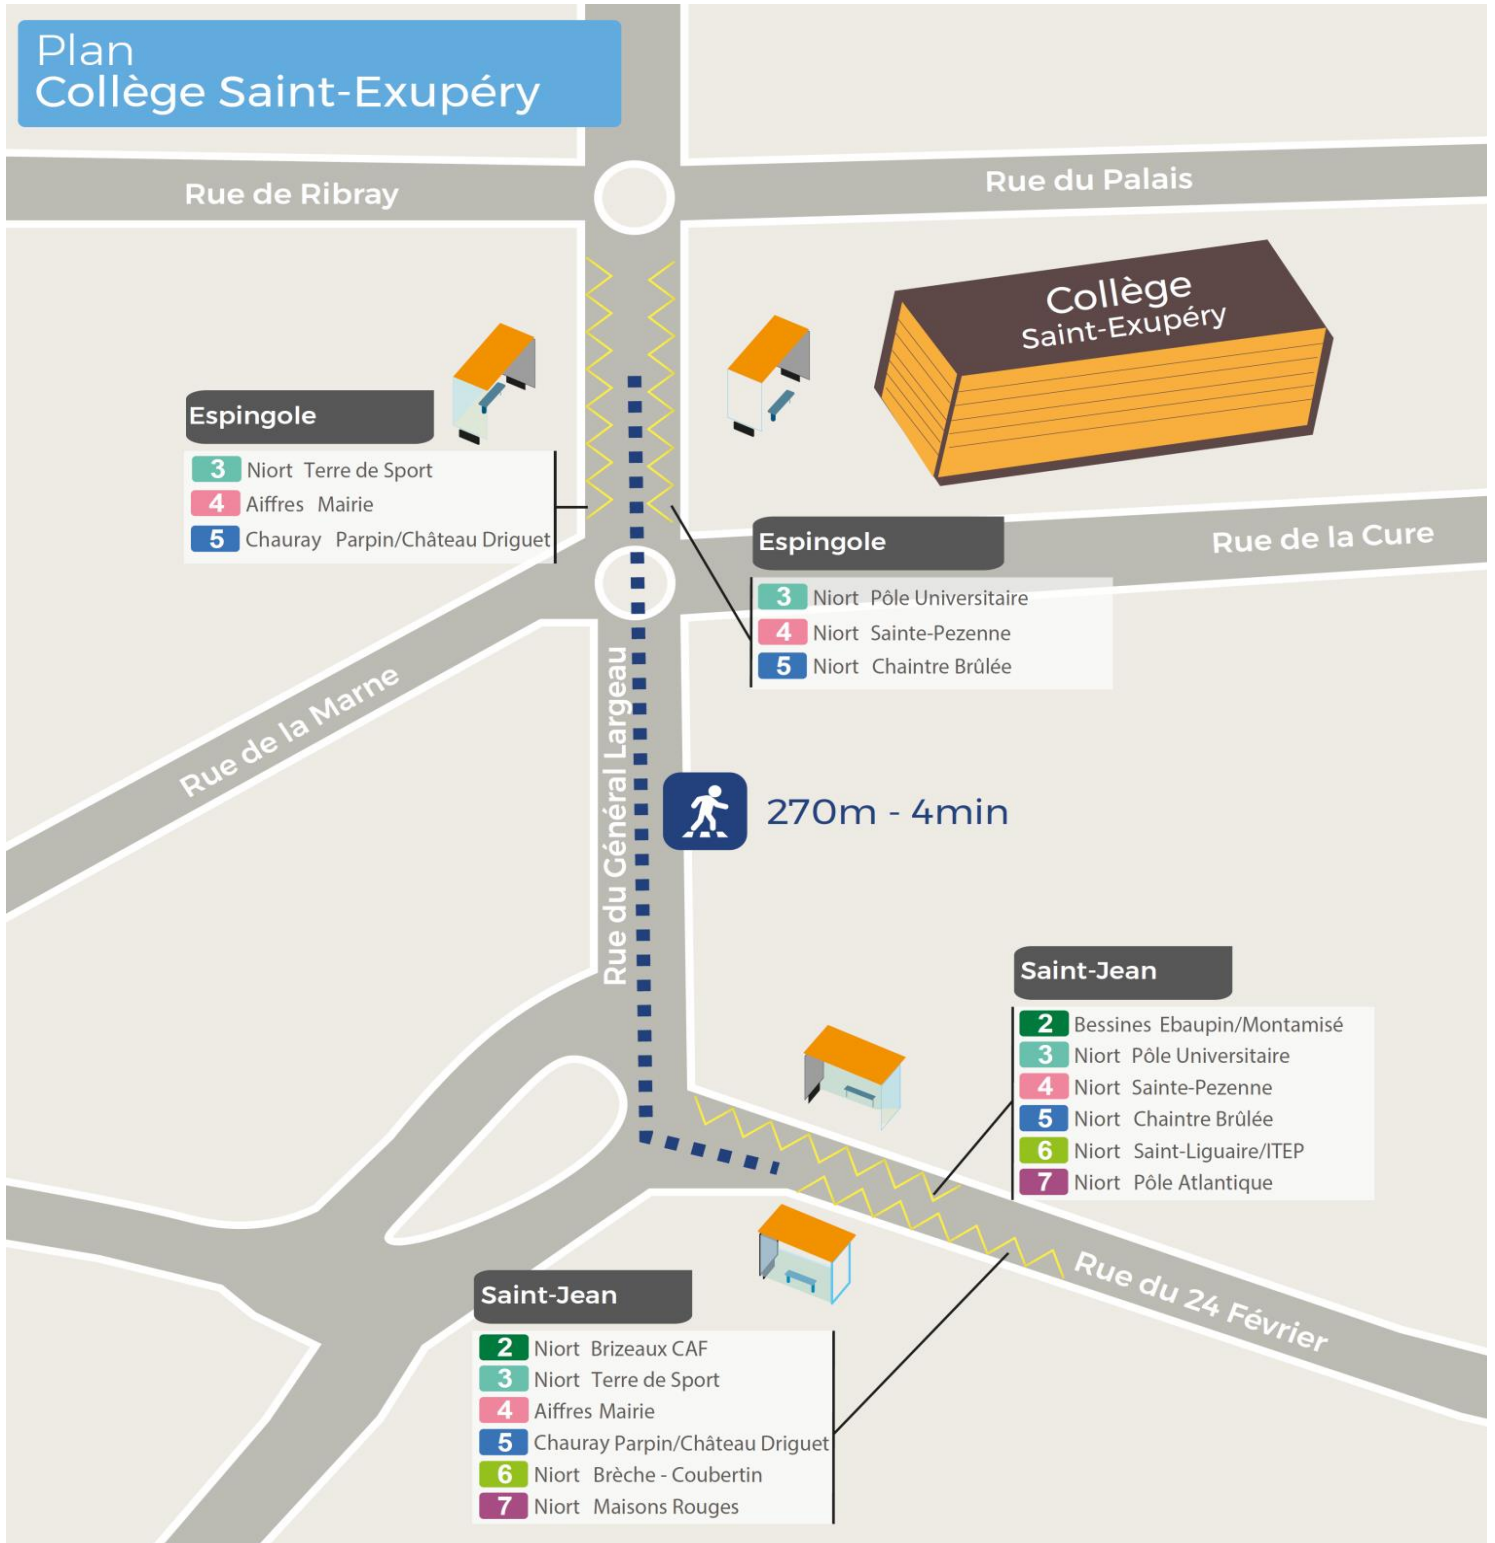 Plan
Collège Saint-Exupéry
Rue de Ribray
Rue du Palais
Collège
Saint-Exupéry
Espingole
3 Niort Terre de Sport
4 Aiffres Mairie
5 Chauray Parpin/Château Driguet
Rue de la Cure
Espingole
3 Niort Pôle Universitaire
4 Niort Sainte-Pezenne
5 Niort Chaintre Brûlée
Rue de la Marne
Rue du Général Largeau
270m - 4min
Saint-Jean
2 Bessines Ebaupin/Montamisé
3 Niort Pôle Universitaire
4 Niort Sainte-Pezenne
5 Niort Chaintre Brûlée
6 Niort Saint-Liguaire/ITEP
7 Niort Pôle Atlantique
Rue du 24 Février
Saint-Jean
2 Niort Brizeaux CAF
3 Niort Terre de Sport
4 Aiffres Mairie
5 Chauray Parpin/Château Driguet
6 Niort Brèche - Coubertin
7 Niort Maisons Rouges